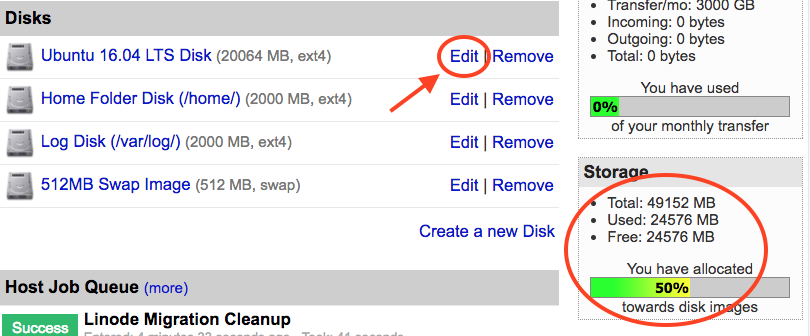 Disks
Ubuntu 16.04 LTS Disk (20064 MB, ext4) Edit | Remove
Home Folder Disk (/home/) (2000 MB, ext4) Edit | Remove
Log Disk (/var/log/) (2000 MB, ext4) Edit | Remove
512MB Swap Image (512 MB, swap) Edit | Remove
Create a new Disk
Host Job Queue (more)
Success Linode Migration Cleanup
Transfer/mo: 3000 GB
Incoming: 0 bytes
Outgoing: 0 bytes
Total: 0 bytes
You have used
0%
of your monthly transfer
Storage
Total: 49152 MB
Used: 24576 MB
Free: 24576 MB
You have allocated
50%
towards disk images